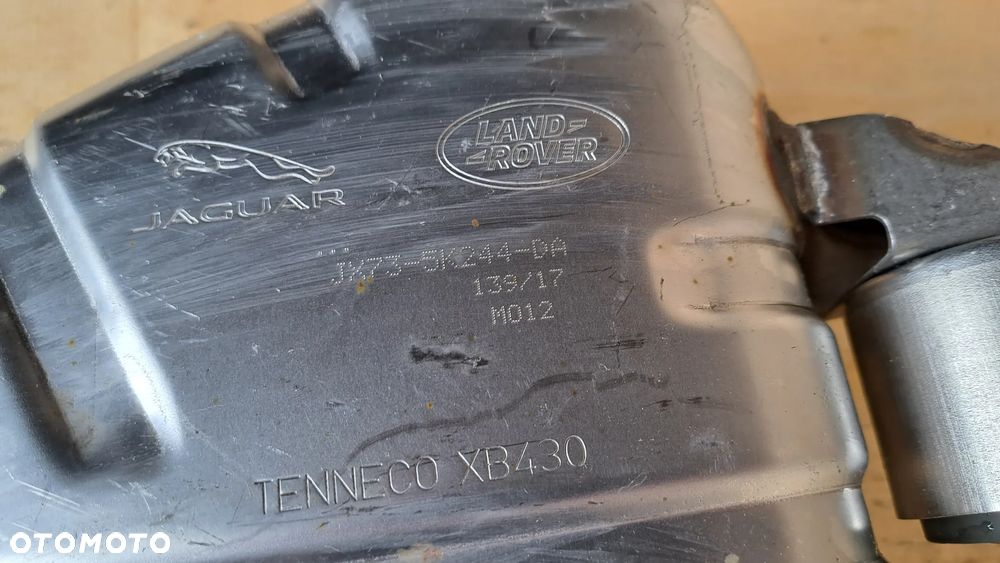 LAND
ROVER
JAGUAR
JX73-5K244-DA
139/17
M012
TENNECO XB430
OTOMOTO